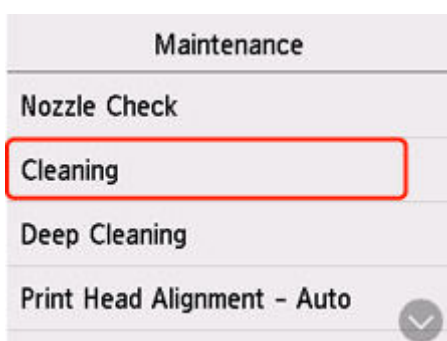 Maintenance
Nozzle Check
Cleaning
Deep Cleaning
Print Head Alignment - Auto